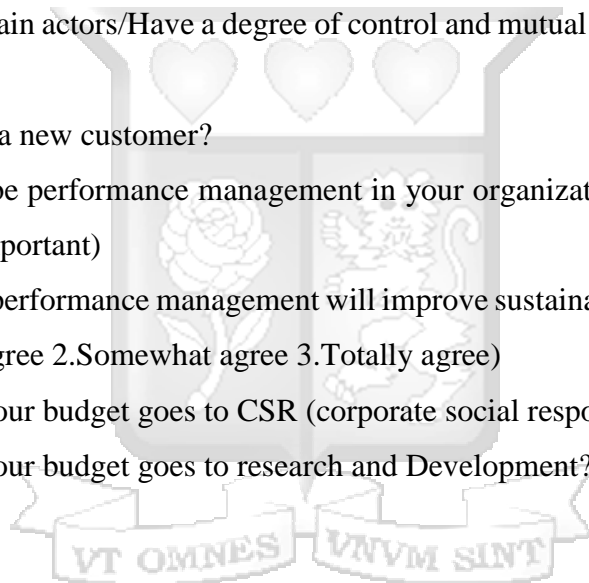 ain actors/Have a degree of control and mutual
a new customer?
be performance management in your organizat
portant)
performance management will improve sustaina
gree 2.Somewhat agree 3.Totally agree)
our budget goes to CSR (corporate social respo
our budget goes to research and Development?
VT OMNES VNVM SINT